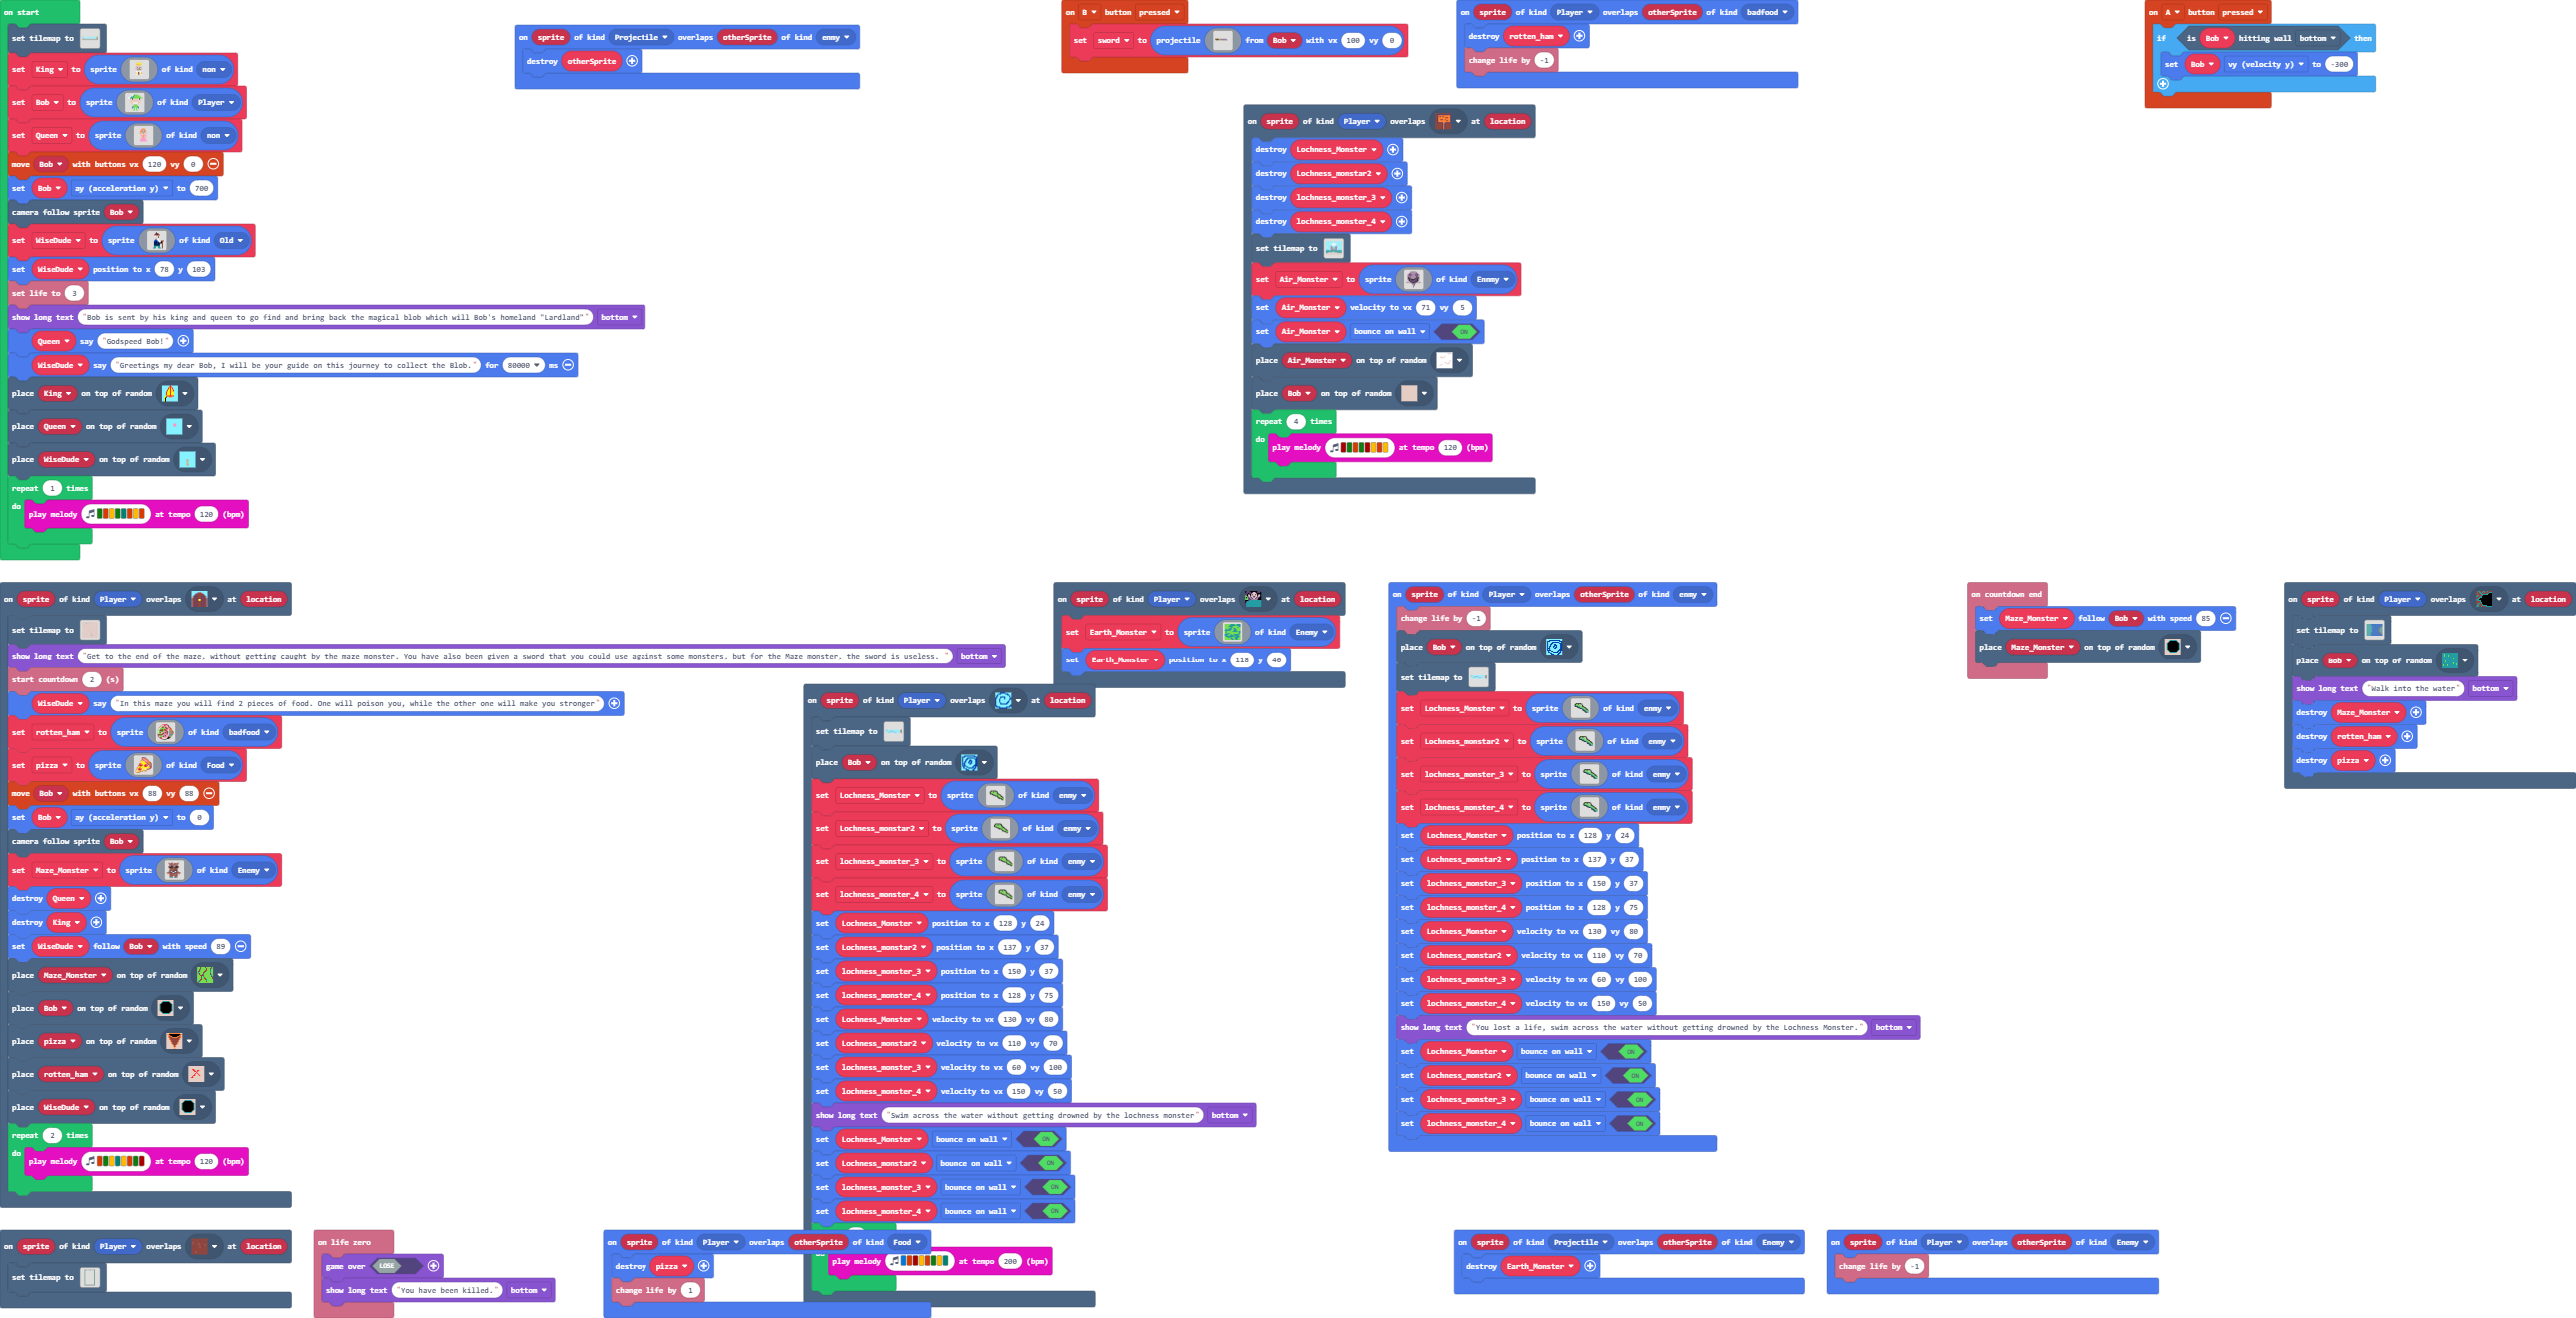 on start
set tilemap to
set King to sprite of kind non
set Bob to sprite of kind Player
set Queen to sprite of kind non
move Bob with buttons vx 120 vy 0
set Bob ay (acceleration y) to 700
camera follow sprite Bob
set WiseDude to sprite of kind Old
set WiseDude position to x 78 y 103
set life to 3
show long text "Bob is sent by his king and queen to go find and bring back the magical blob which will Bob's homeland "Lardland"" bottom
Queen say "Godspeed Bob!"
WiseDude say "Greetings my dear Bob, I will be your guide on this journey to collect the Blob." for 80000 ms
place King on top of random
place Queen on top of random
place WiseDude on top of random
repeat 1 times
do
play melody at tempo 120 (bpm)
on sprite of kind Projectile overlaps otherSprite of kind enmy
destroy otherSprite
on B button pressed
set sword to projectile from Bob with vx 100 vy 0
on sprite of kind Player overlaps otherSprite of kind badfood
destroy rotten_ham
change life by -1
on A button pressed
if is Bob hitting wall bottom then
set Bob vy (velocity y) to -300
on sprite of kind Player overlaps at location
destroy Lochness_Monster
destroy Lochness_monstar2
destroy lochness_monster_3
destroy lochness_monster_4
set tilemap to
set Air_Monster to sprite of kind Enmmy
set Air_Monster velocity to vx 71 vy 5
set Air_Monster bounce on wall ON
place Air_Monster on top of random
place Bob on top of random
repeat 4 times
do
play melody at tempo 120 (bpm)
on sprite of kind Player overlaps at location
set tilemap to
show long text "Get to the end of the maze, without getting caught by the maze monster. You have also been given a sword that you could use against some monsters, but for the Maze monster, the sword is useless. " bottom
start countdown 2 (s)
WiseDude say "In this maze you will find 2 pieces of food. One will poison you, while the other one will make you stronger"
set rotten_ham to sprite of kind badfood
set pizza to sprite of kind Food
move Bob with buttons vx 88 vy 88
set Bob ay (acceleration y) to 0
camera follow sprite Bob
set Maze_Monster to sprite of kind Enemy
destroy Queen
destroy King
set WiseDude follow Bob with speed 89
place Maze_Monster on top of random
place Bob on top of random
place pizza on top of random
place rotten_ham on top of random
place WiseDude on top of random
repeat 2 times
do
play melody at tempo 120 (bpm)
on sprite of kind Player overlaps at location
set Earth_Monster to sprite of kind Enemy
set Earth_Monster position to x 118 y 40
on sprite of kind Player overlaps at location
set tilemap to
place Bob on top of random
set Lochness_Monster to sprite of kind enmy
set Lochness_monstar2 to sprite of kind enmy
set lochness_monster_3 to sprite of kind enmy
set lochness_monster_4 to sprite of kind enmy
set Lochness_Monster position to x 128 y 24
set Lochness_monstar2 position to x 137 y 37
set lochness_monster_3 position to x 150 y 37
set lochness_monster_4 position to x 128 y 75
set Lochness_Monster velocity to vx 130 vy 80
set Lochness_monstar2 velocity to vx 110 vy 70
set lochness_monster_3 velocity to vx 60 vy 100
set lochness_monster_4 velocity to vx 150 vy 50
show long text "Swim across the water without getting drowned by the lochness monster" bottom
set Lochness_Monster bounce on wall ON
set Lochness_monstar2 bounce on wall ON
set lochness_monster_3 bounce on wall ON
set lochness_monster_4 bounce on wall ON
play melody at tempo 200 (bpm)
on sprite of kind Player overlaps otherSprite of kind enmy
change life by -1
place Bob on top of random
set tilemap to
set Lochness_Monster to sprite of kind enmy
set Lochness_monstar2 to sprite of kind enmy
set lochness_monster_3 to sprite of kind enmy
set lochness_monster_4 to sprite of kind enmy
set Lochness_Monster position to x 128 y 24
set Lochness_monstar2 position to x 137 y 37
set lochness_monster_3 position to x 150 y 37
set lochness_monster_4 position to x 128 y 75
set Lochness_Monster velocity to vx 130 vy 80
set Lochness_monstar2 velocity to vx 110 vy 70
set lochness_monster_3 velocity to vx 60 vy 100
set lochness_monster_4 velocity to vx 150 vy 50
show long text "You lost a life, swim across the water without getting drowned by the Lochness Monster." bottom
set Lochness_Monster bounce on wall ON
set Lochness_monstar2 bounce on wall ON
set lochness_monster_3 bounce on wall ON
set lochness_monster_4 bounce on wall ON
on countdown end
set Maze_Monster follow Bob with speed 85
place Maze_Monster on top of random
on sprite of kind Player overlaps at location
set tilemap to
place Bob on top of random
show long text "Walk into the water" bottom
destroy Maze_Monster
destroy rotten_ham
destroy pizza
on sprite of kind Player overlaps at location
set tilemap to
on life zero
game over LOSE
show long text "You have been killed." bottom
on sprite of kind Player overlaps otherSprite of kind Food
destroy pizza
change life by 1
on sprite of kind Projectile overlaps otherSprite of kind Enemy
destroy Earth_Monster
on sprite of kind Player overlaps otherSprite of kind Enemy
change life by -1